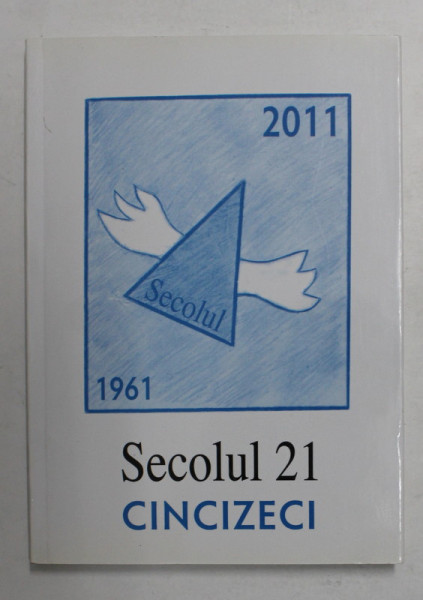 2011
Secolul
1961
Secolul 21
CINCIZECI